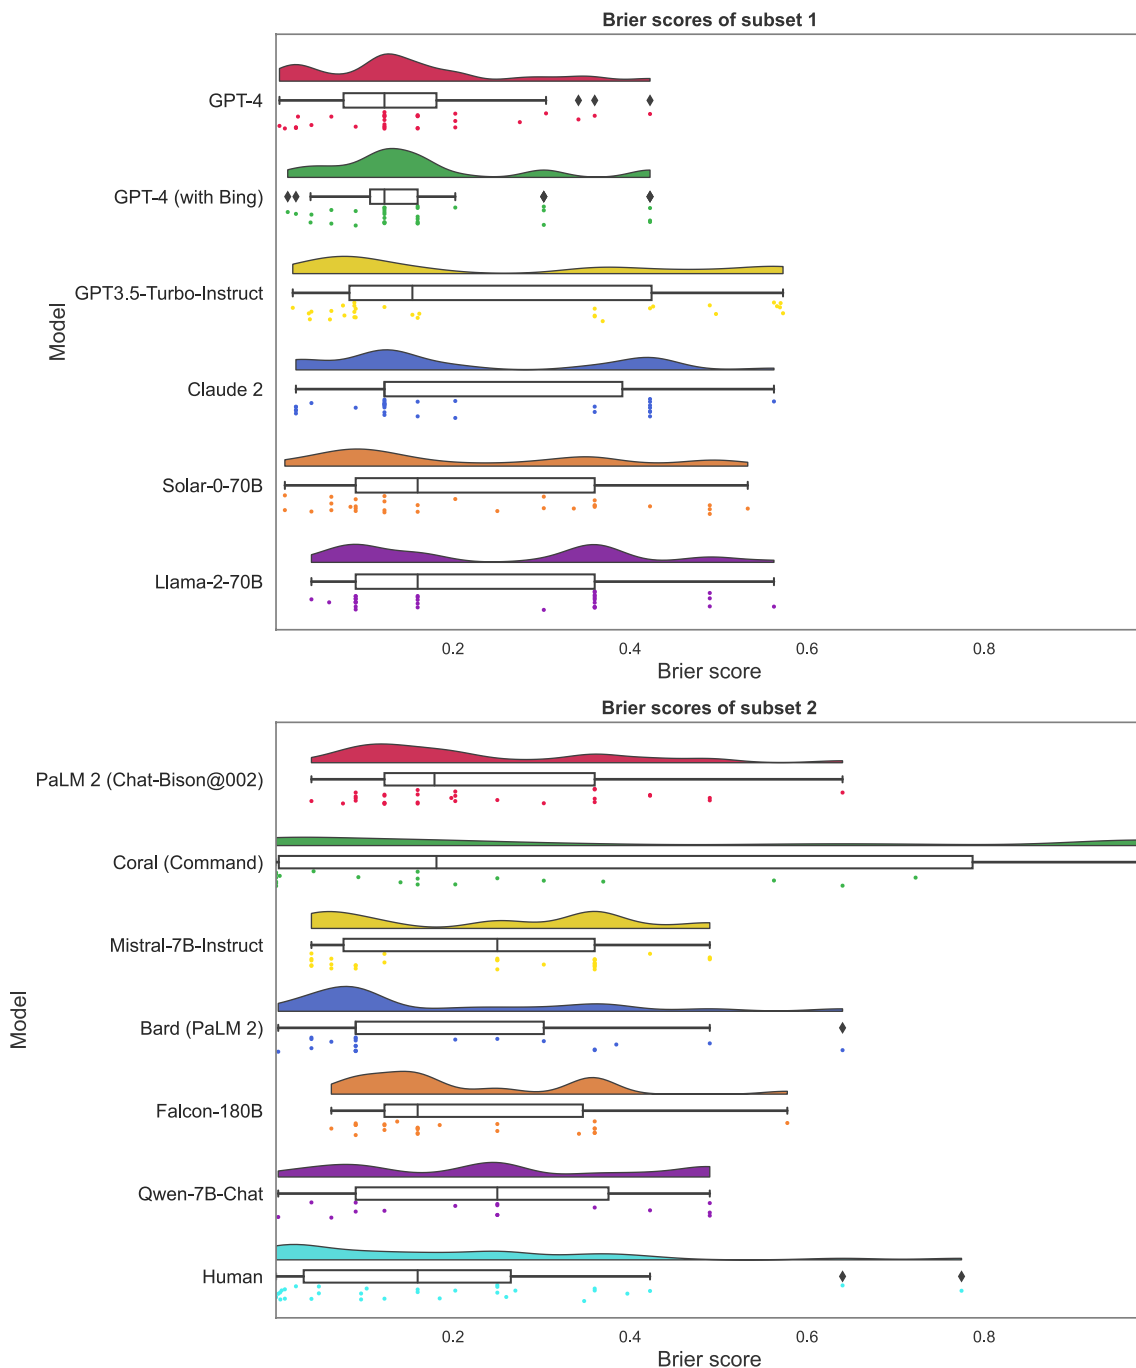 Brier scores of subset 1
Model
GPT-4
GPT-4 (with Bing)
GPT3.5-Turbo-Instruct
Claude 2
Solar-0-70B
Llama-2-70B
0.2 0.4 0.6 0.8
Brier score
Brier scores of subset 2
Model
PaLM 2 (Chat-Bison@002)
Coral (Command)
Mistral-7B-Instruct
Bard (PaLM 2)
Falcon-180B
Qwen-7B-Chat
Human
0.2 0.4 0.6 0.8
Brier score